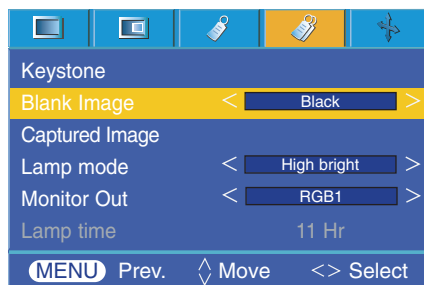 Keystone
Blank Image < Black >
Captured Image
Lamp mode < High bright >
Monitor Out < RGB1 >
Lamp time 11 Hr
MENU Prev. Move <> Select